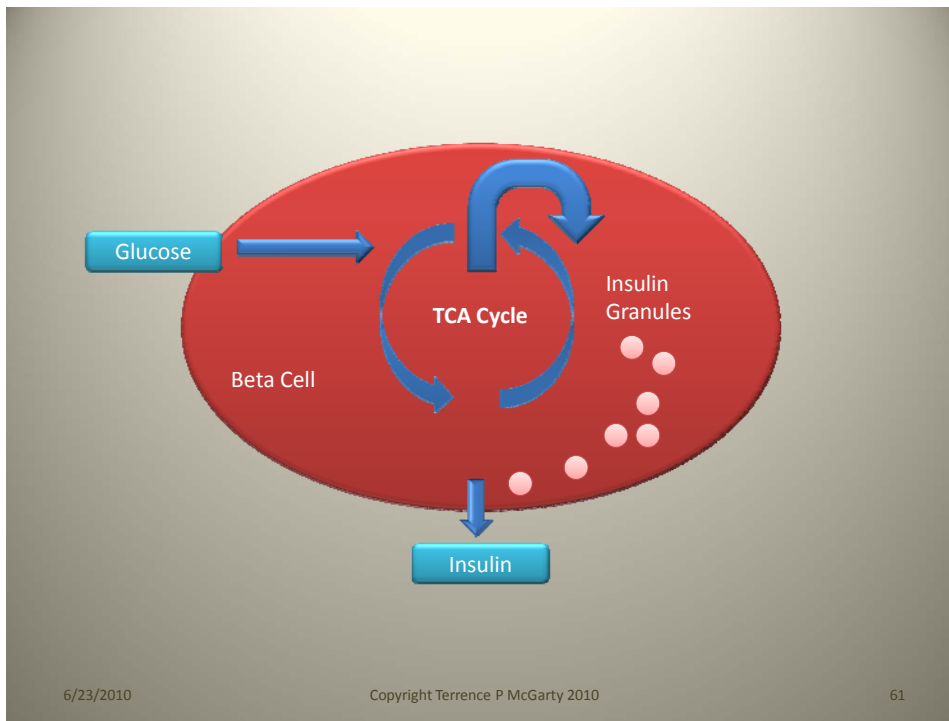 Glucose
TCA Cycle
Insulin
Granules
Beta Cell
Insulin
6/23/2010
Copyright Terrence P McGarty 2010
61